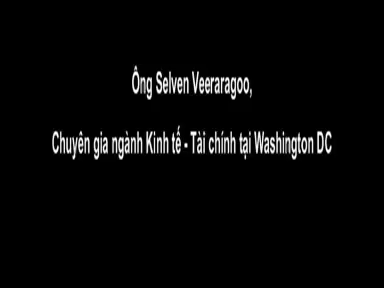 Ông Selven Veeraragoo,
Chuyên gia ngành Kinh tế - Tài chính tại Washington DC